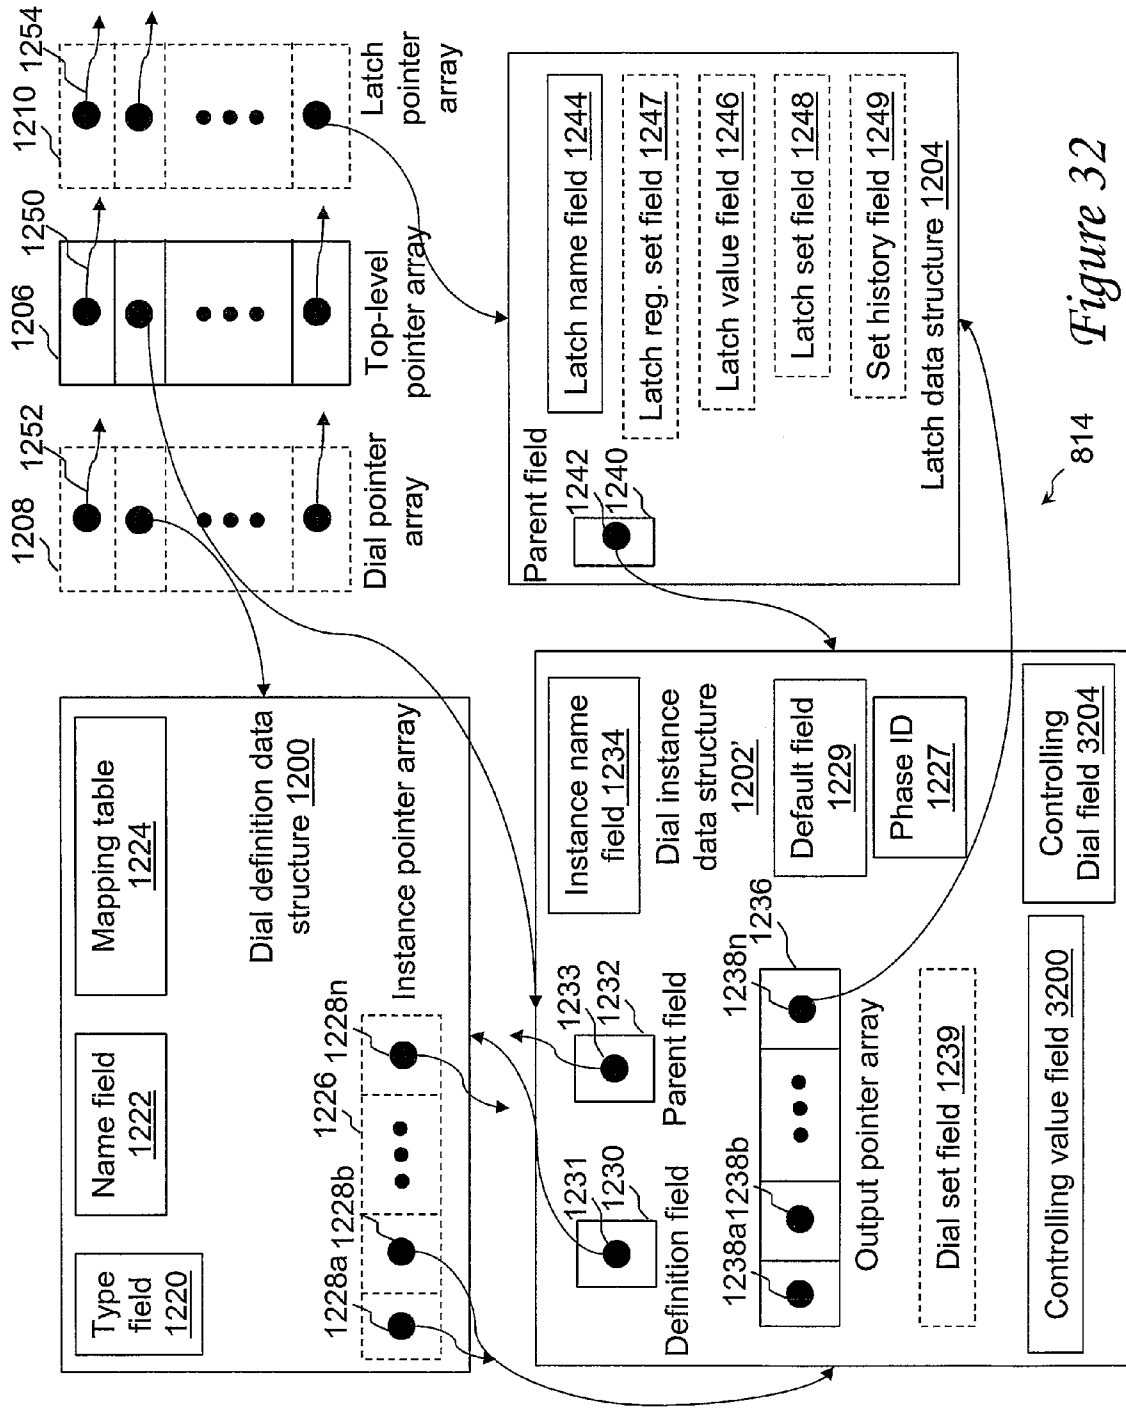 Type
field
1220
Name field
1222
Mapping table
1224
Dial definition data
structure 1200
Instance pointer array
1228a
1228b
1226
1228n
1208
1252
Dial pointer
array
1206
1250
Top-level
pointer array
1210
1254
Latch
pointer
array
Definition field
1231
1230
Parent field
1233
1232
Instance name
field 1234
Dial instance
data structure
1202'
Default field
1229
Phase ID
1227
1238a
1238b
1238n
1236
Output pointer array
Dial set field 1239
Controlling value field 3200
Controlling
Dial field 3204
Parent field
1242
1240
Latch name field 1244
Latch reg. set field 1247
Latch value field 1246
Latch set field 1248
Set history field 1249
Latch data structure 1204
814
Figure 32